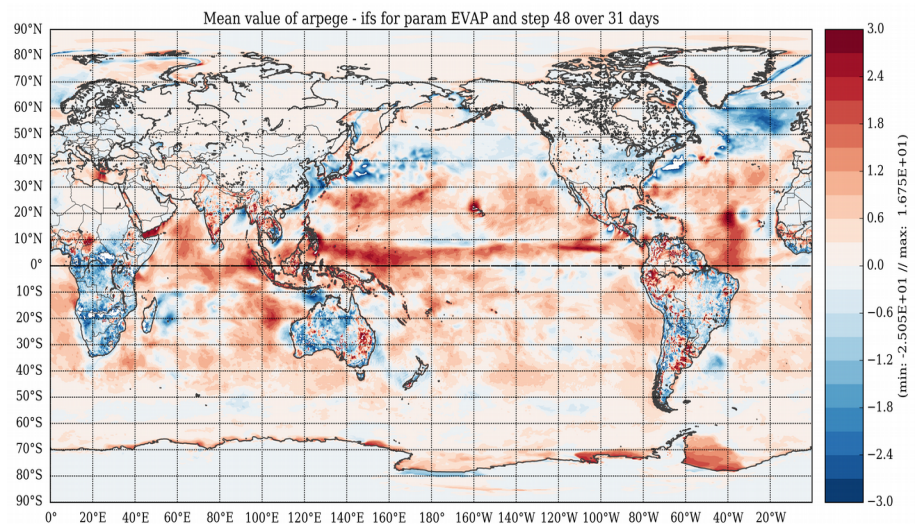 Mean value of arpege - ifs for param EVAP and step 48 over 31 days
90°N
80°N
70°N
60°N
50°N
40°N
30°N
20°N
10°N
0°
10°S
20°S
30°S
40°S
50°S
60°S
70°S
80°S
90°S
0°
20°E
40°E
60°E
80°E
100°E
120°E
140°E
160°E
160°W
140°W
120°W
100°W
80°W
60°W
40°W
20°W
3.0
2.4
1.8
1.2
0.6
0.0
−0.6
−1.2
−1.8
−2.4
−3.0
(min: -2.505E+01 // max: 1.675E+01)